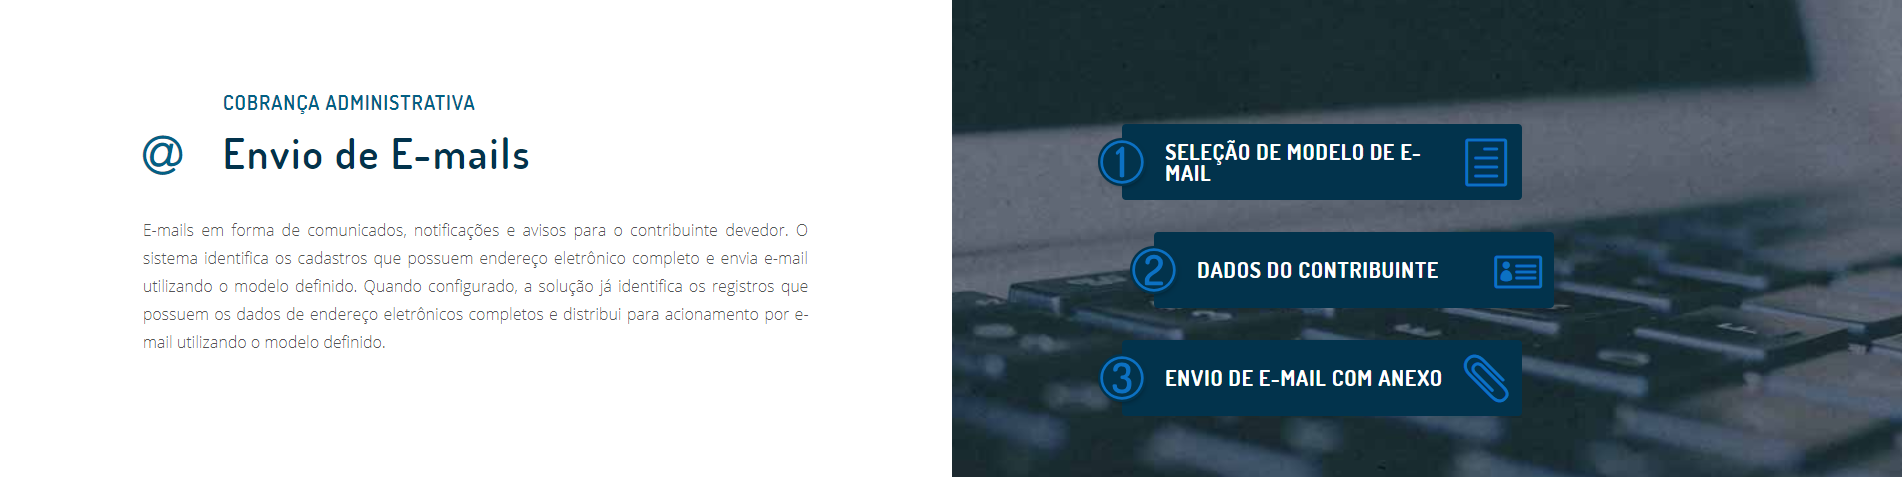 COBRANÇA ADMINISTRATIVA
@ Envio de E-mails
E-mails em forma de comunicados, notificações e avisos para o contribuinte devedor. O
sistema identifica os cadastros que possuem endereço eletrônico completo e envia e-mail
utilizando o modelo definido. Quando configurado, a solução já identifica os registros que
possuem os dados de endereço eletrônicos completos e distribui para acionamento por e-
mail utilizando o modelo definido.
1 SELEÇÃO DE MODELO DE E-
MAIL
2 DADOS DO CONTRIBUINTE
3 ENVIO DE E-MAIL COM ANEXO